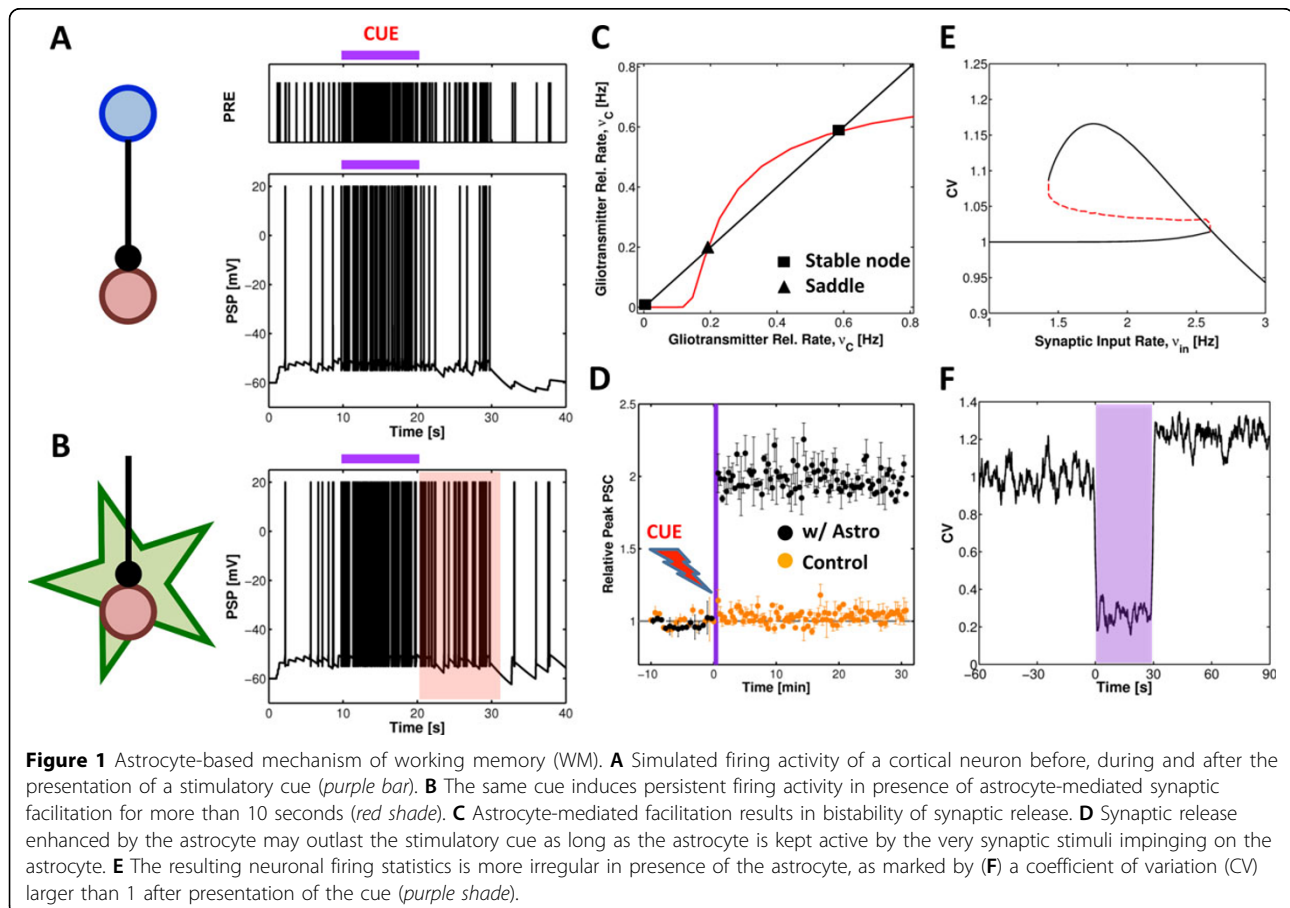 A
CUE
PRE
20
0
−20
−40
−60
PSP [mV]
0
10
20
30
40
Time [s]
B
20
0
−20
−40
−60
PSP [mV]
0
10
20
30
40
Time [s]
C
0.8
0.6
0.4
0.2
0
Gliotransmitter Rel. Rate, νC [Hz]
Stable node
Saddle
0
0.2
0.4
0.6
0.8
Gliotransmitter Rel. Rate, νC [Hz]
D
2.5
2
1.5
1
Relative Peak PSC
CUE
w/ Astro
Control
−10
0
10
20
30
Time [min]
E
1.25
1.2
1.15
1.1
1.05
1
0.95
0.9
CV
1
1.5
2
2.5
3
Synaptic Input Rate, νin [Hz]
F
1.4
1.2
1
0.8
0.6
0.4
0.2
0
CV
−60
−30
0
30
60
90
Time [s]
Figure 1 Astrocyte-based mechanism of working memory (WM). A Simulated firing activity of a cortical neuron before, during and after the
presentation of a stimulatory cue (purple bar). B The same cue induces persistent firing activity in presence of astrocyte-mediated synaptic
facilitation for more than 10 seconds (red shade). C Astrocyte-mediated facilitation results in bistability of synaptic release. D Synaptic release
enhanced by the astrocyte may outlast the stimulatory cue as long as the astrocyte is kept active by the very synaptic stimuli impinging on the
astrocyte. E The resulting neuronal firing statistics is more irregular in presence of the astrocyte, as marked by (F) a coefficient of variation (CV)
larger than 1 after presentation of the cue (purple shade).